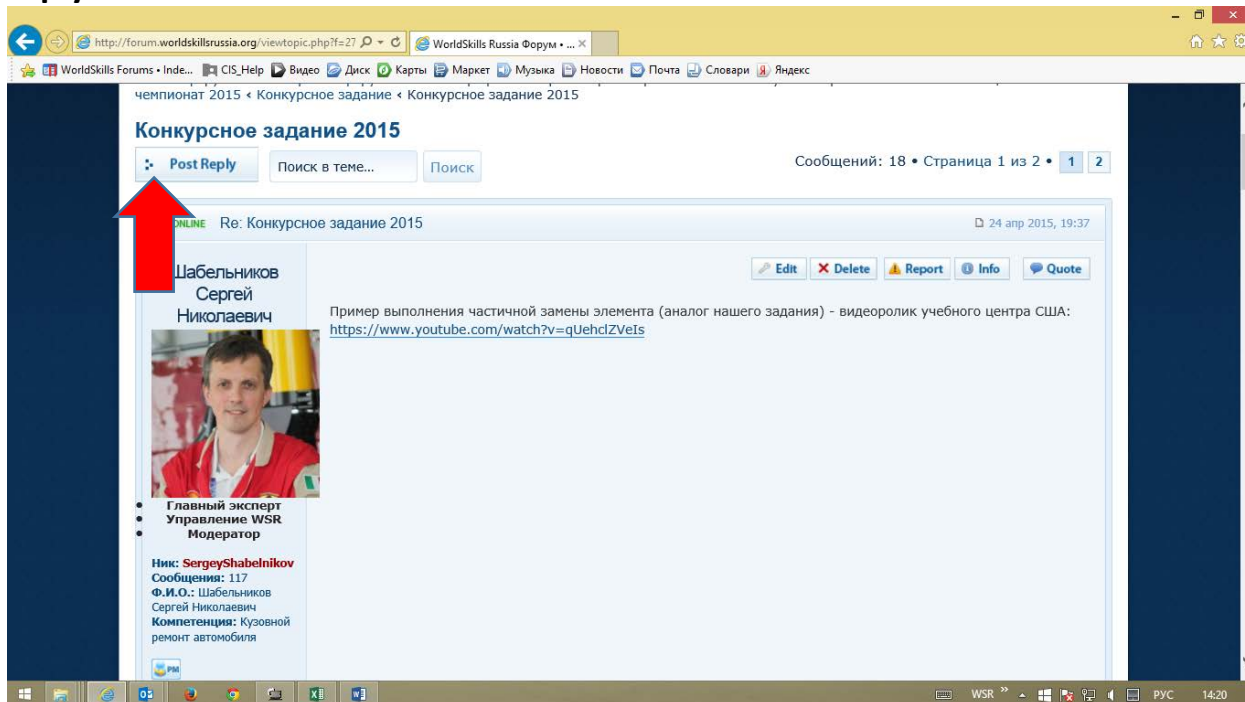 http://forum.worldskillsrussia.org/viewtopic.php?f=27
WorldSkills Russia Форум • ...
WorldSkills Forums • Inde...
CIS_Help
Видео
Диск
Карты
Маркет
Музыка
Новости
Почта
Словари
Яндекс
чемпионат 2015 ‹ Конкурсное задание ‹ Конкурсное задание 2015
Конкурсное задание 2015
Post Reply
Поиск в теме...
Поиск
Сообщений: 18 • Страница 1 из 2 • 1 2
Re: Конкурсное задание 2015
24 апр 2015, 19:37
Edit
Delete
Report
Info
Quote
Шабельников
Сергей
Николаевич
Пример выполнения частичной замены элемента (аналог нашего задания) - видеоролик учебного центра США:
https://www.youtube.com/watch?v=qUehclZVeIs
Главный эксперт
Управление WSR
Модератор
Ник: SergeyShabelnikov
Сообщения: 117
Ф.И.О.: Шабельников
Сергей Николаевич
Компетенция: Кузовной
ремонт автомобиля
PM
WSR
РУС
14:20